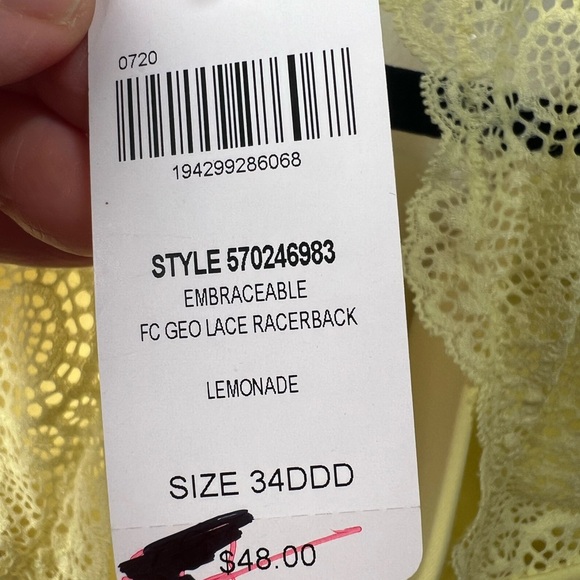 0720
194299286068
STYLE 570246983
EMBRACEABLE
FC GEO LACE RACERBACK
LEMONADE
SIZE 34DDD
$48.00